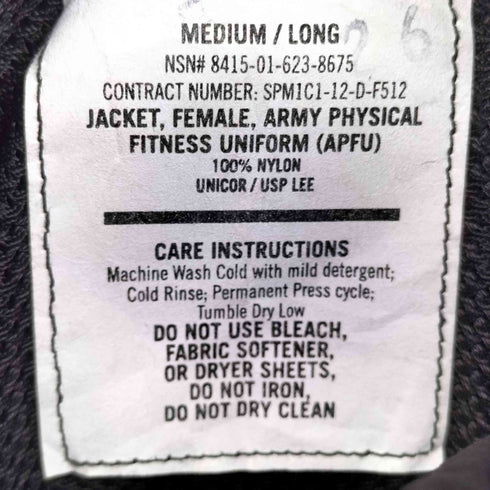 MEDIUM / LONG
NSN# 8415-01-623-8675
CONTRACT NUMBER: SPM1C1-12-D-F512
JACKET, FEMALE, ARMY PHYSICAL
FITNESS UNIFORM (APFU)
100% NYLON
UNICOR / USP LEE
CARE INSTRUCTIONS
Machine Wash Cold with mild detergent;
Cold Rinse; Permanent Press cycle;
Tumble Dry Low
DO NOT USE BLEACH,
FABRIC SOFTENER,
OR DRYER SHEETS,
DO NOT IRON,
DO NOT DRY CLEAN